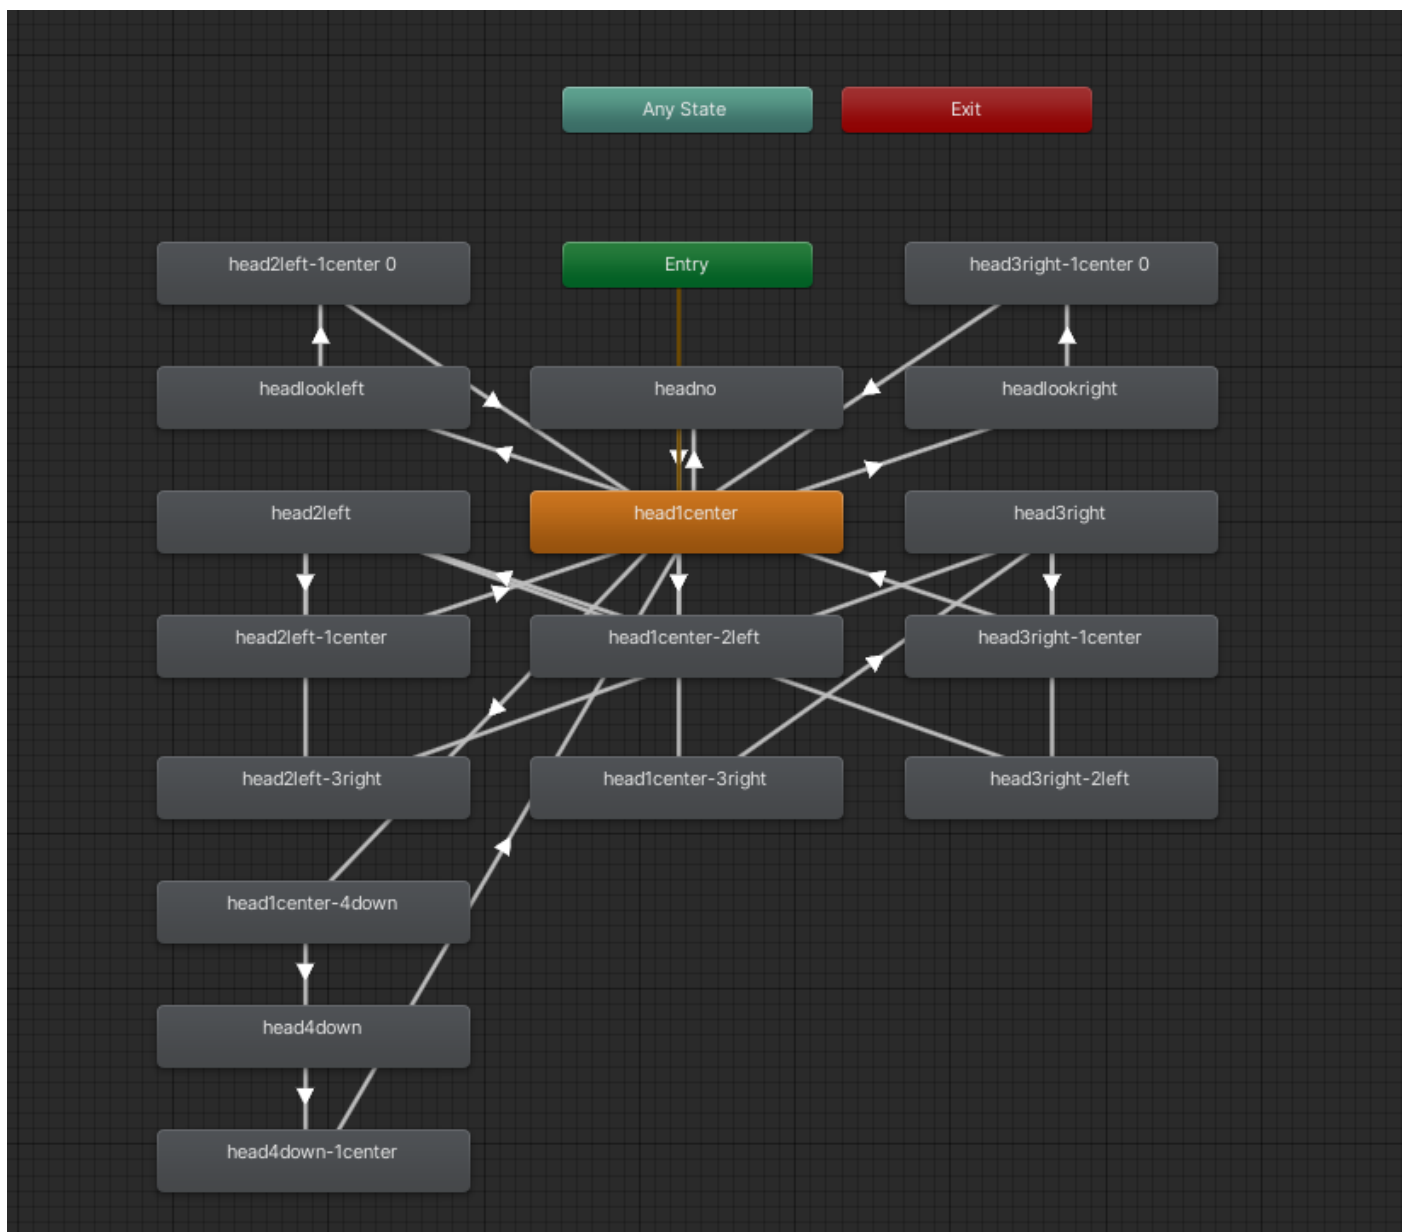 Any State
Exit
head2left-1center 0
Entry
head3right-1center 0
headlookleft
headno
headlookright
head2left
head1center
head3right
head2left-1center
head1center-2left
head3right-1center
head2left-3right
head1center-3right
head3right-2left
head1center-4down
head4down
head4down-1center